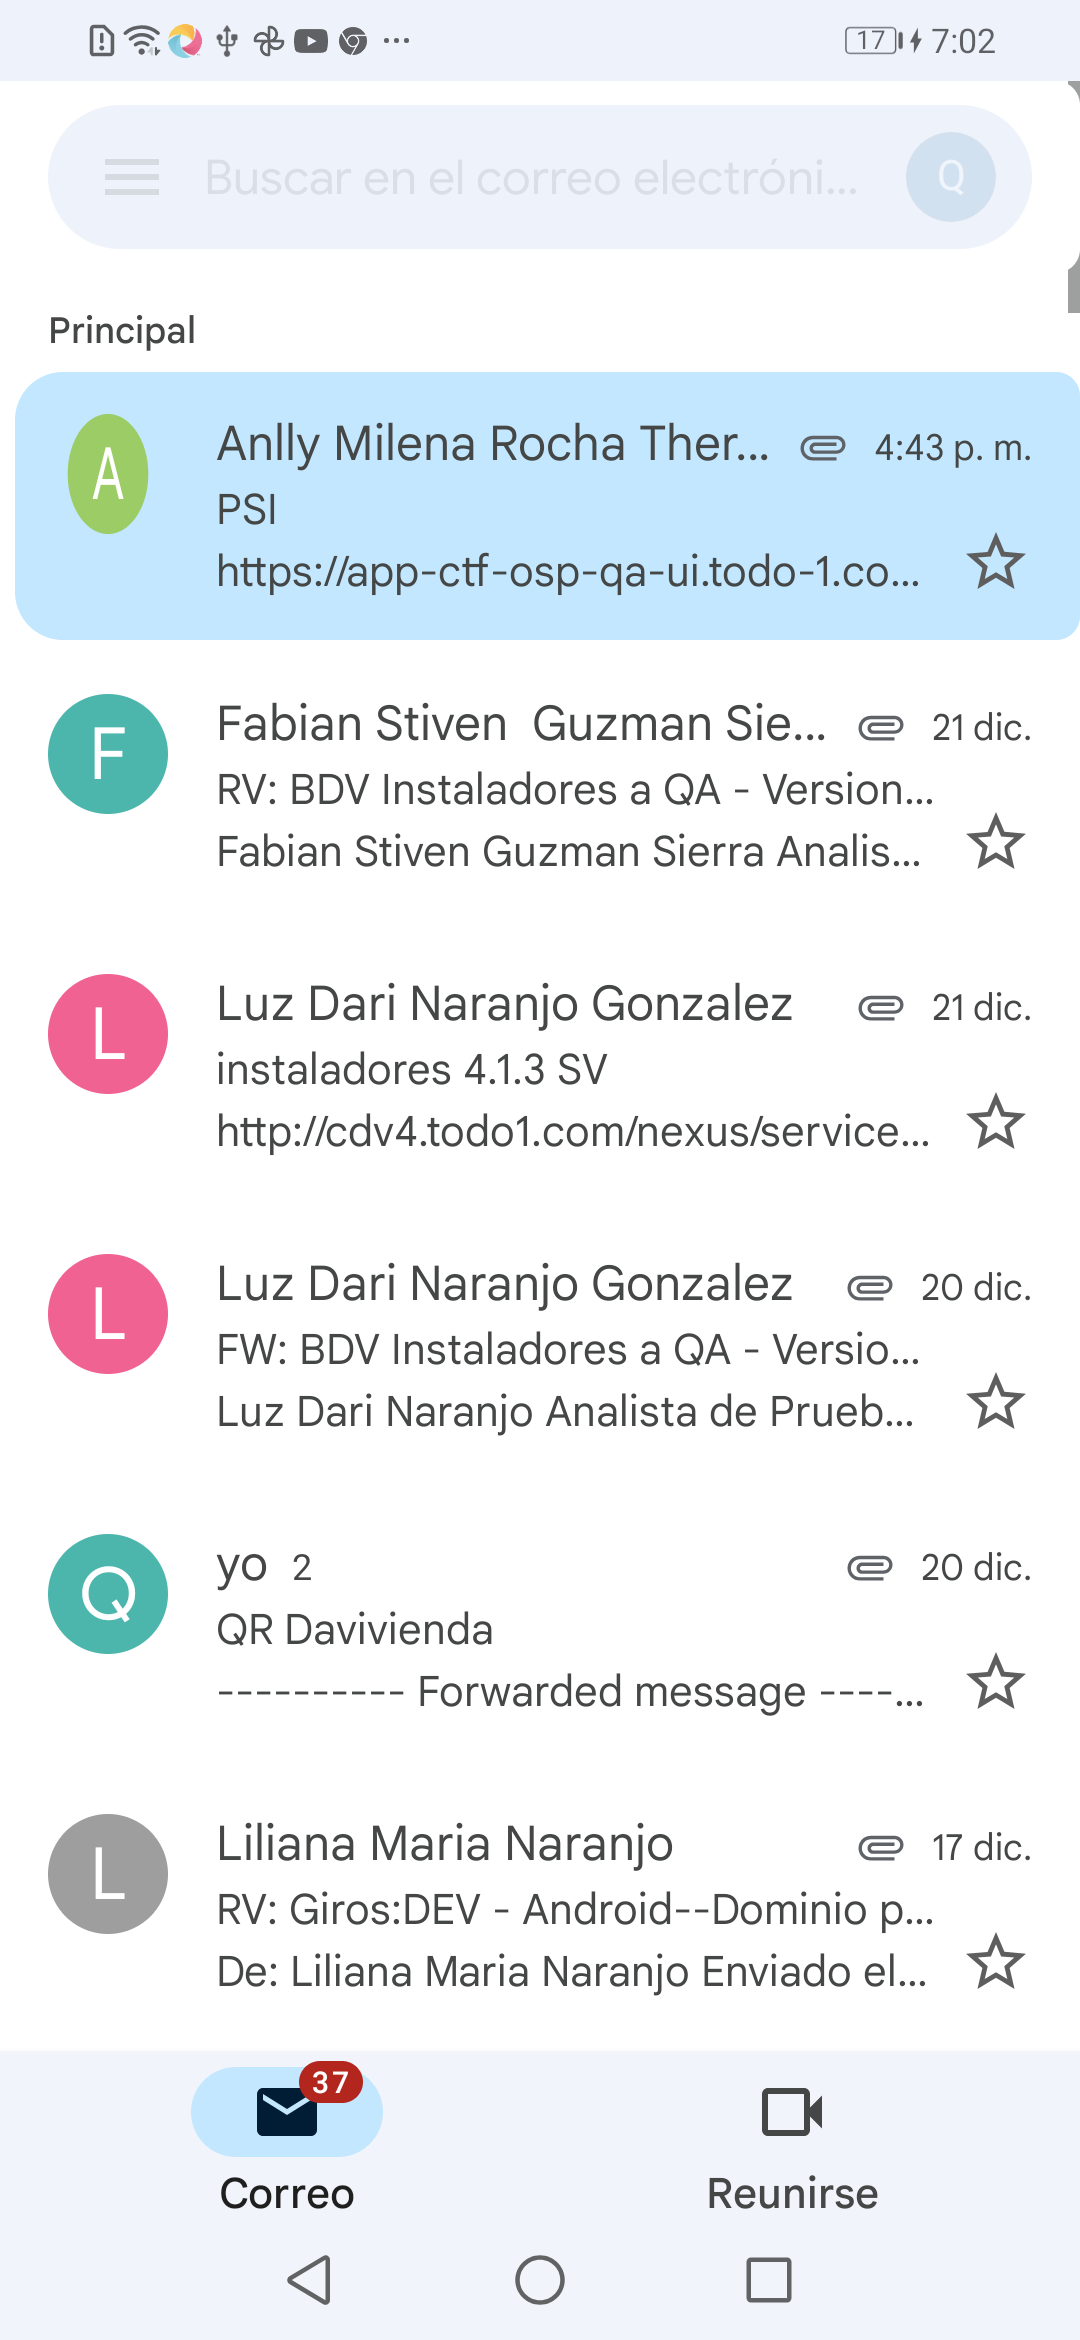 17 7:02
Buscar en el correo electróni... Q
Principal
A Anlly Milena Rocha Ther... 4:43 p. m.
PSI
https://app-ctf-osp-qa-ui.todo-1.co...
F Fabian Stiven  Guzman Sie... 21 dic.
RV: BDV Instaladores a QA - Version...
Fabian Stiven Guzman Sierra Analis...
L Luz Dari Naranjo Gonzalez 21 dic.
instaladores 4.1.3 SV
http://cdv4.todo1.com/nexus/service...
L Luz Dari Naranjo Gonzalez 20 dic.
FW: BDV Instaladores a QA - Versio...
Luz Dari Naranjo Analista de Prueb...
Q yo 2 20 dic.
QR Davivienda
---------- Forwarded message ----...
L Liliana Maria Naranjo 17 dic.
RV: Giros:DEV - Android--Dominio p...
De: Liliana Maria Naranjo Enviado el...
37
Correo Reunirse